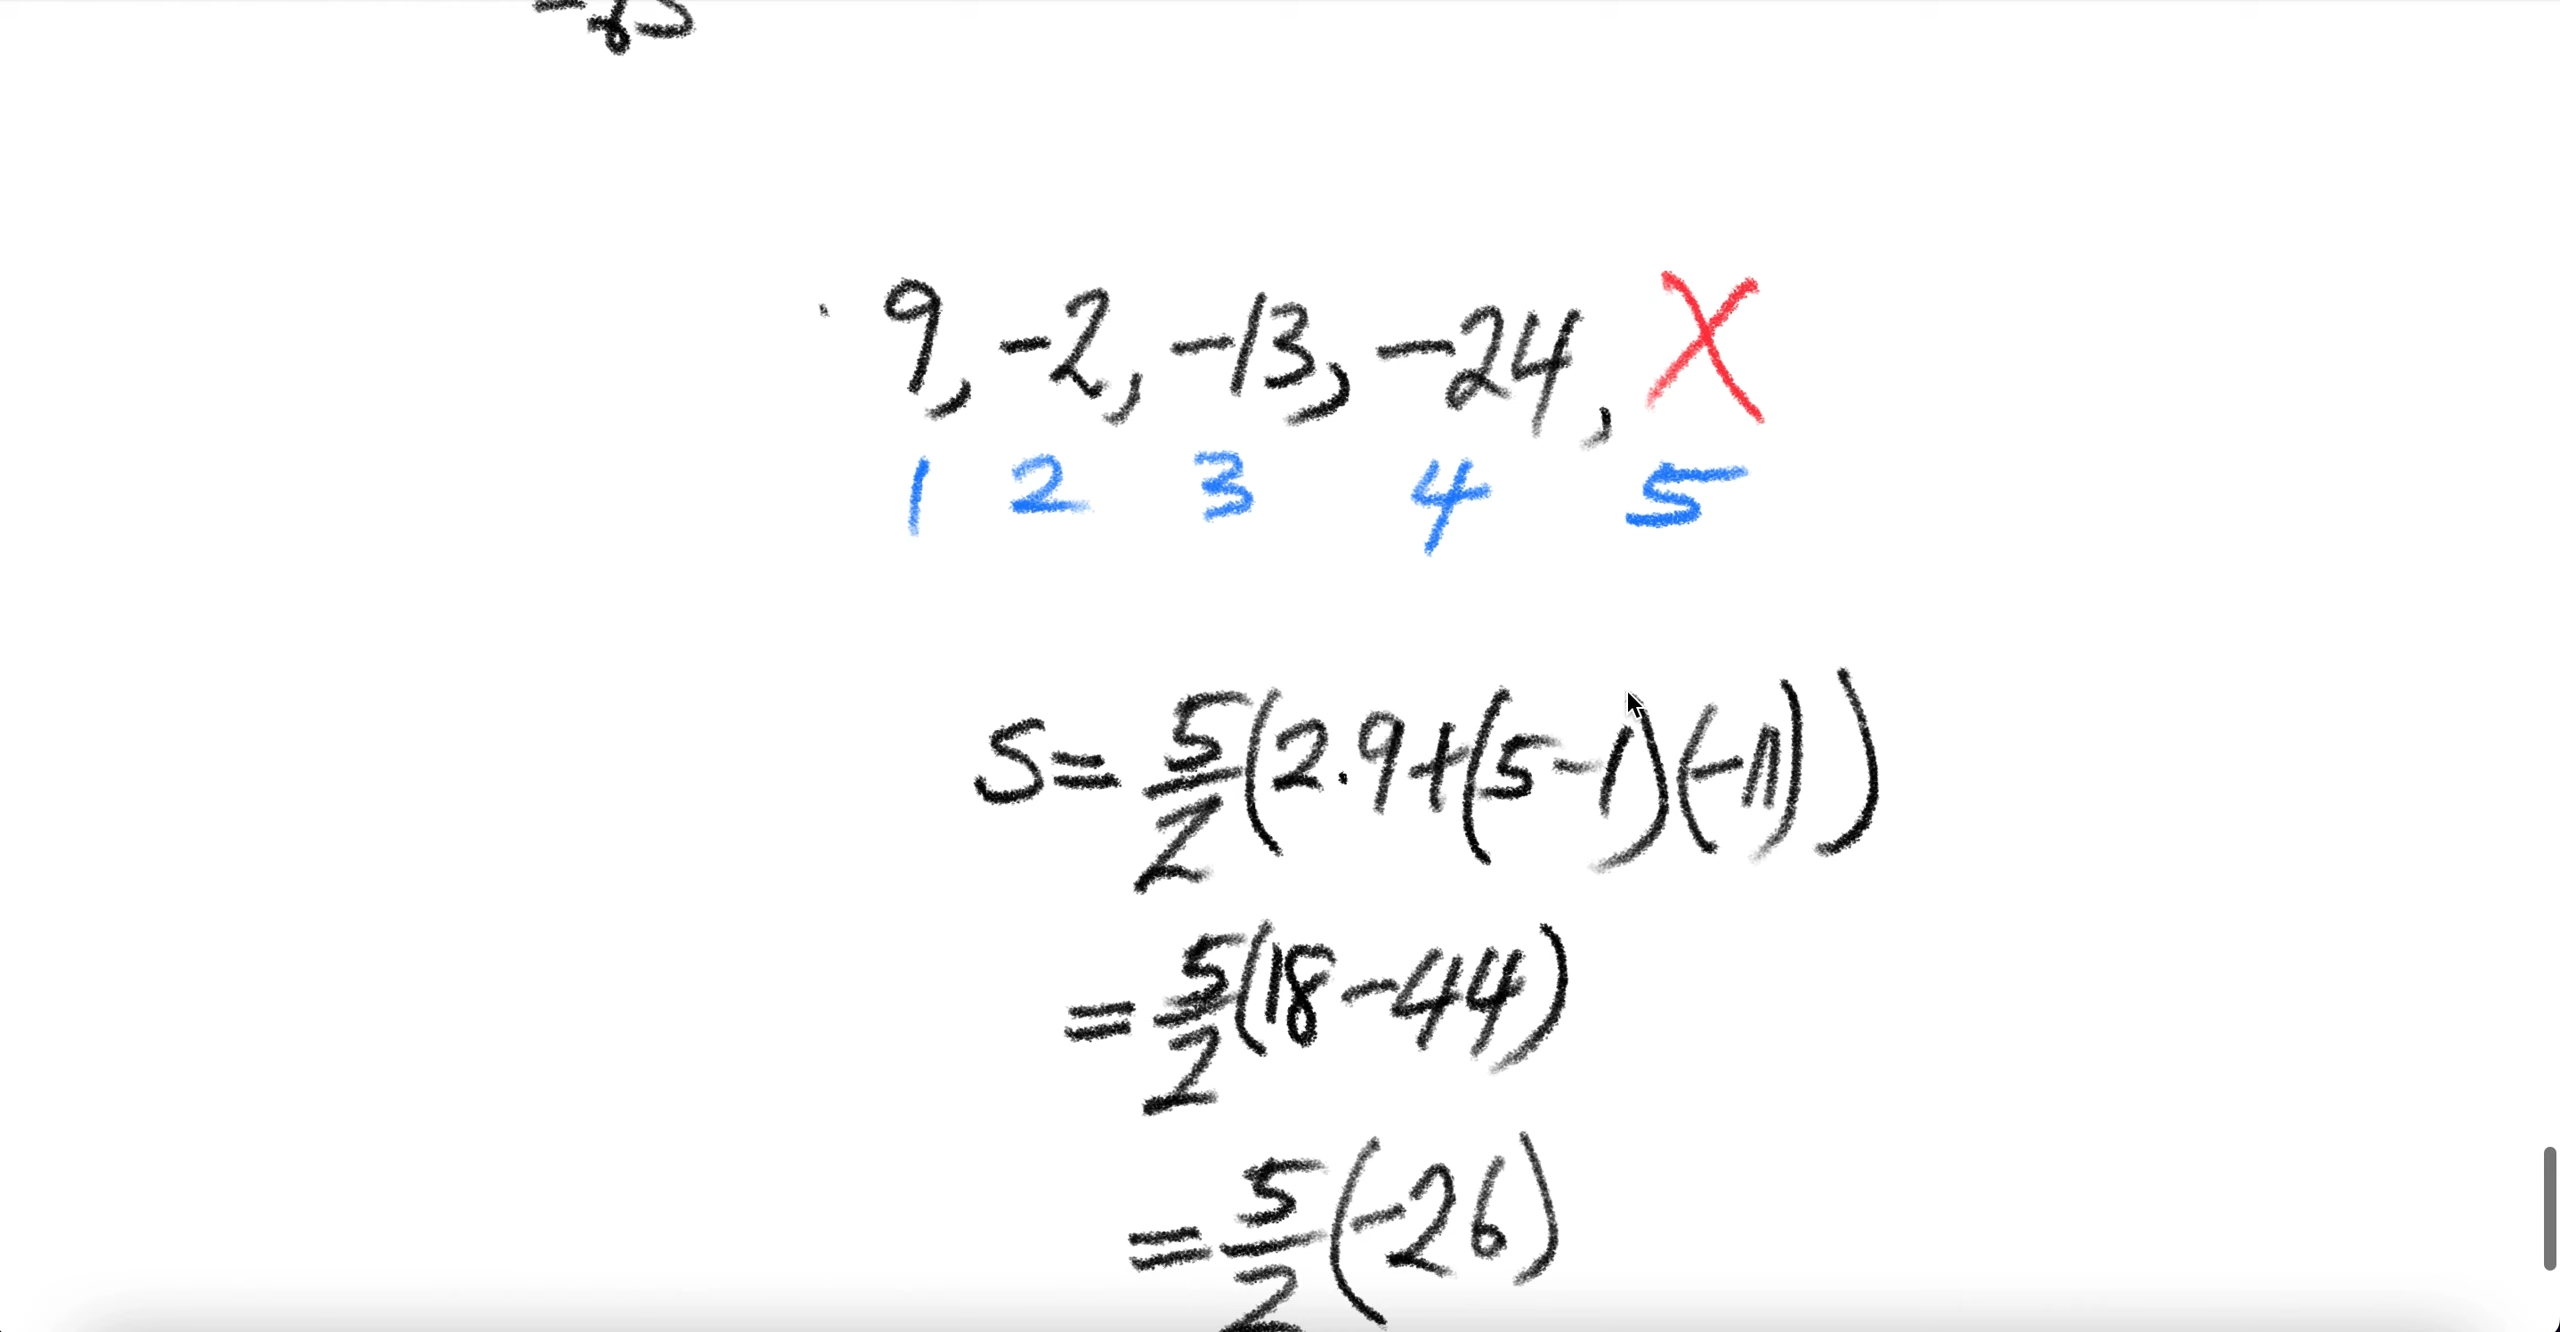 9, -2, -13, -24, X
1 2 3 4 5
S = 5/2 (2.9 + (5-1)(-11))
= 5/2 (18-44)
= 5/2 (-26)